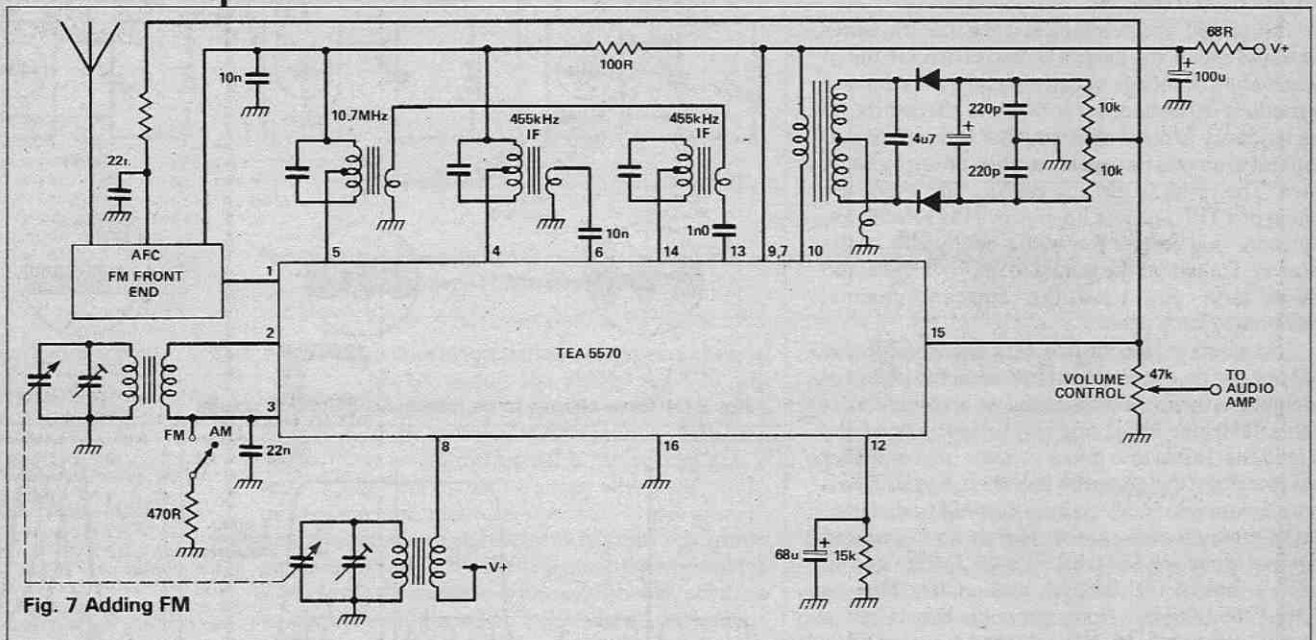 68R
V+
100R
10n
100u
10.7MHz
455kHz
IF
455kHz
IF
220p
10k
4u7
220p
10k
10n
1n0
AFC
FM FRONT
END
5
4
6
14
13
9,7
10
1
2
3
TEA 5570
15
47k
VOLUME
CONTROL
TO
AUDIO
AMP
FM
AM
22n
470R
8
16
12
V+
68u
15k
Fig. 7 Adding FM